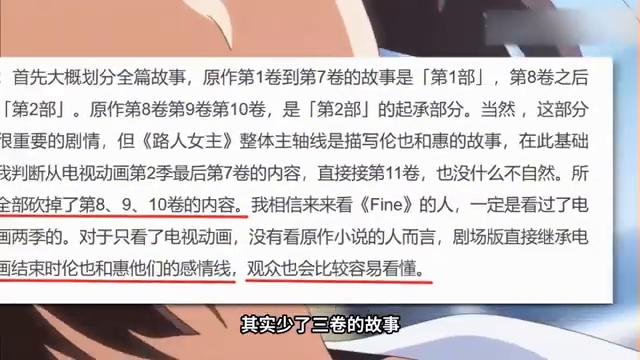 ：首先大概划分全篇故事，原作第1卷到第7卷的故事是「第1部」，第8卷之后
「第2部」。原作第8卷第9卷第10卷，是「第2部」的起承部分。当然，这部分
很重要的剧情，但《路人女主》整体主轴线是描写伦也和惠的故事，在此基础
我判断从电视动画第2季最后第7卷的内容，直接接第11卷，也没什么不自然。所
全部砍掉了第8、9、10卷的内容。我相信来看《Fine》的人，一定是看过了电
画两季的。对于只看了电视动画，没有看原作小说的人而言，剧场版直接继承电
画结束时伦也和惠他们的感情线，观众也会比较容易看懂。
其实少了三卷的故事